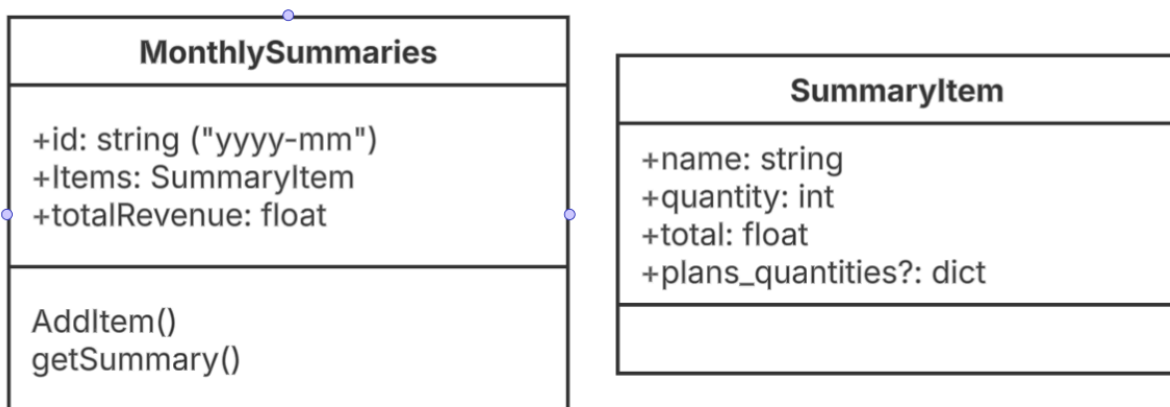 MonthlySummaries
+id: string ("yyyy-mm")
+Items: SummaryItem
+totalRevenue: float
AddItem()
getSummary()
SummaryItem
+name: string
+quantity: int
+total: float
+plans_quantities?: dict